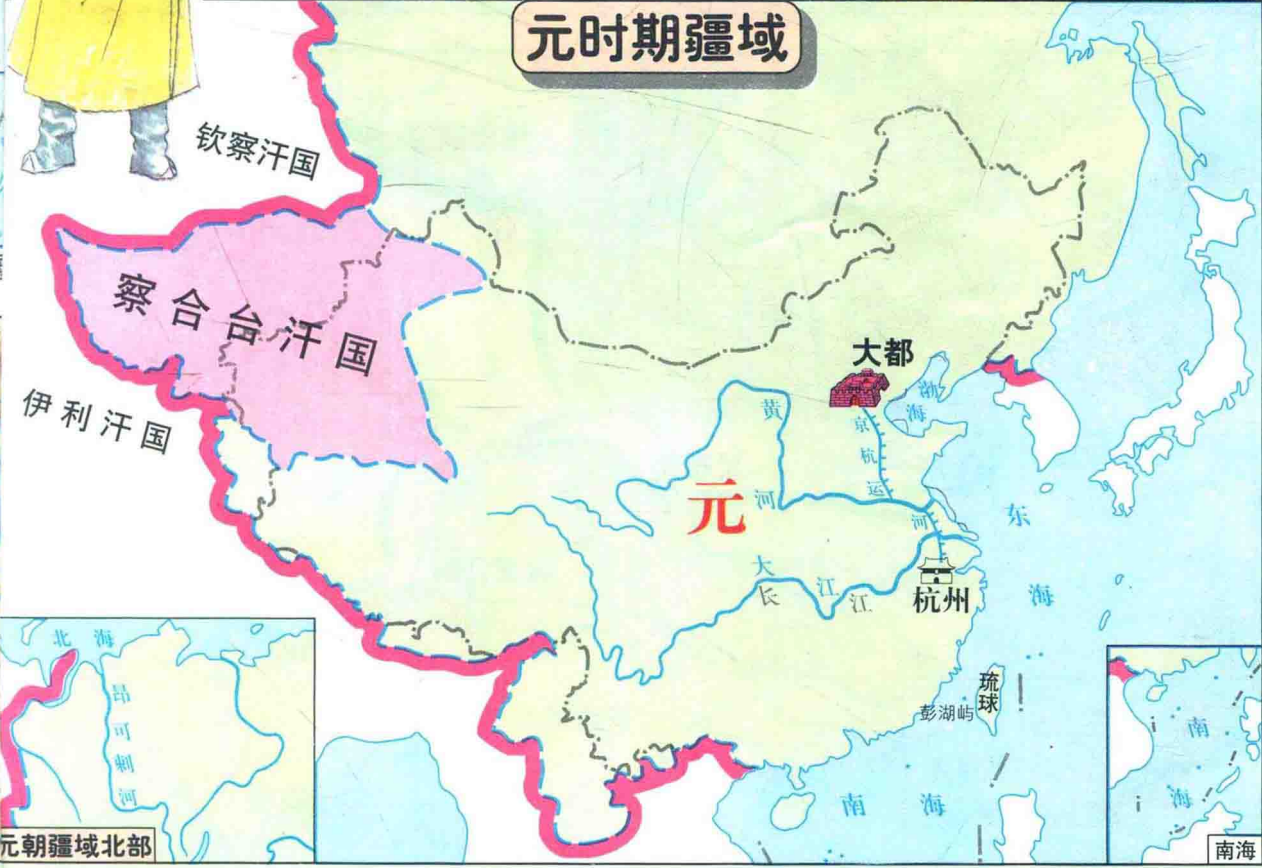 元时期疆域
钦察汗国
察合台汗国
伊利汗国
大都
渤
海
黄
河
京
杭
运
河
元
大
江
长
江
杭州
东
海
琉球
彭湖屿
南海
北海
昂可剌河
元朝疆域北部
南
海
南海